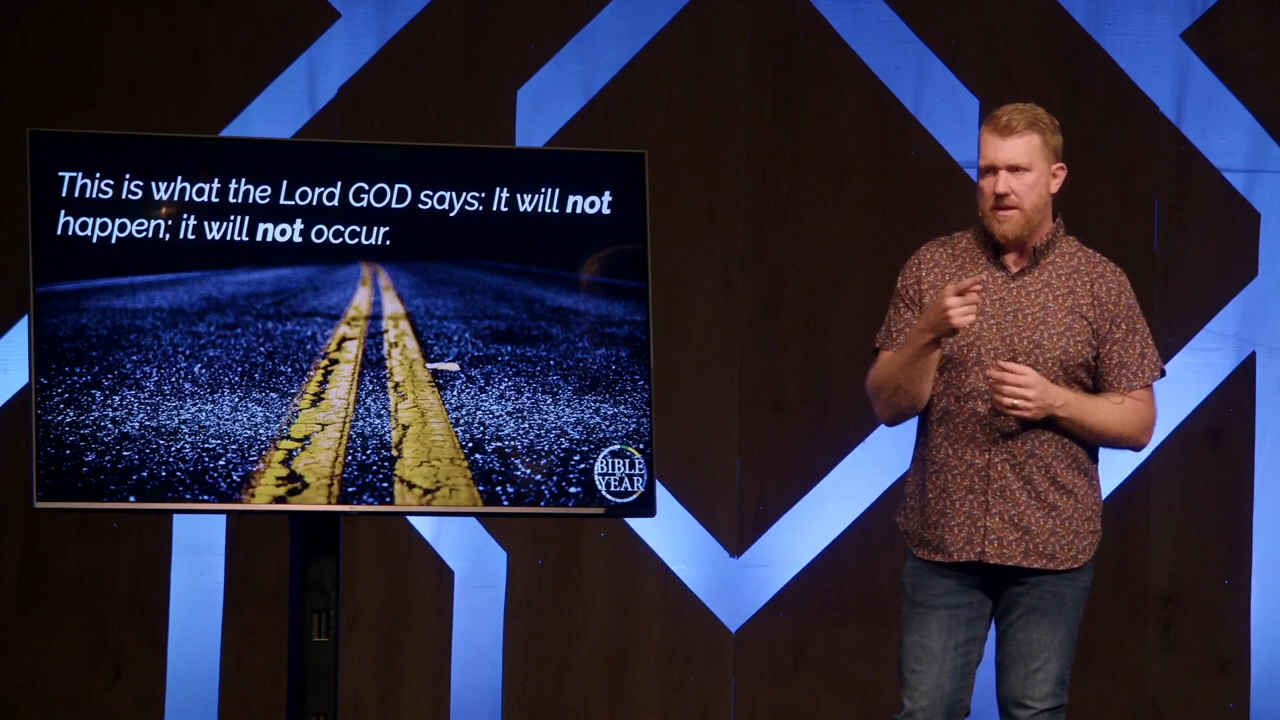 This is what the Lord GOD says: It will not
happen; it will not occur.
BIBLE
YEAR